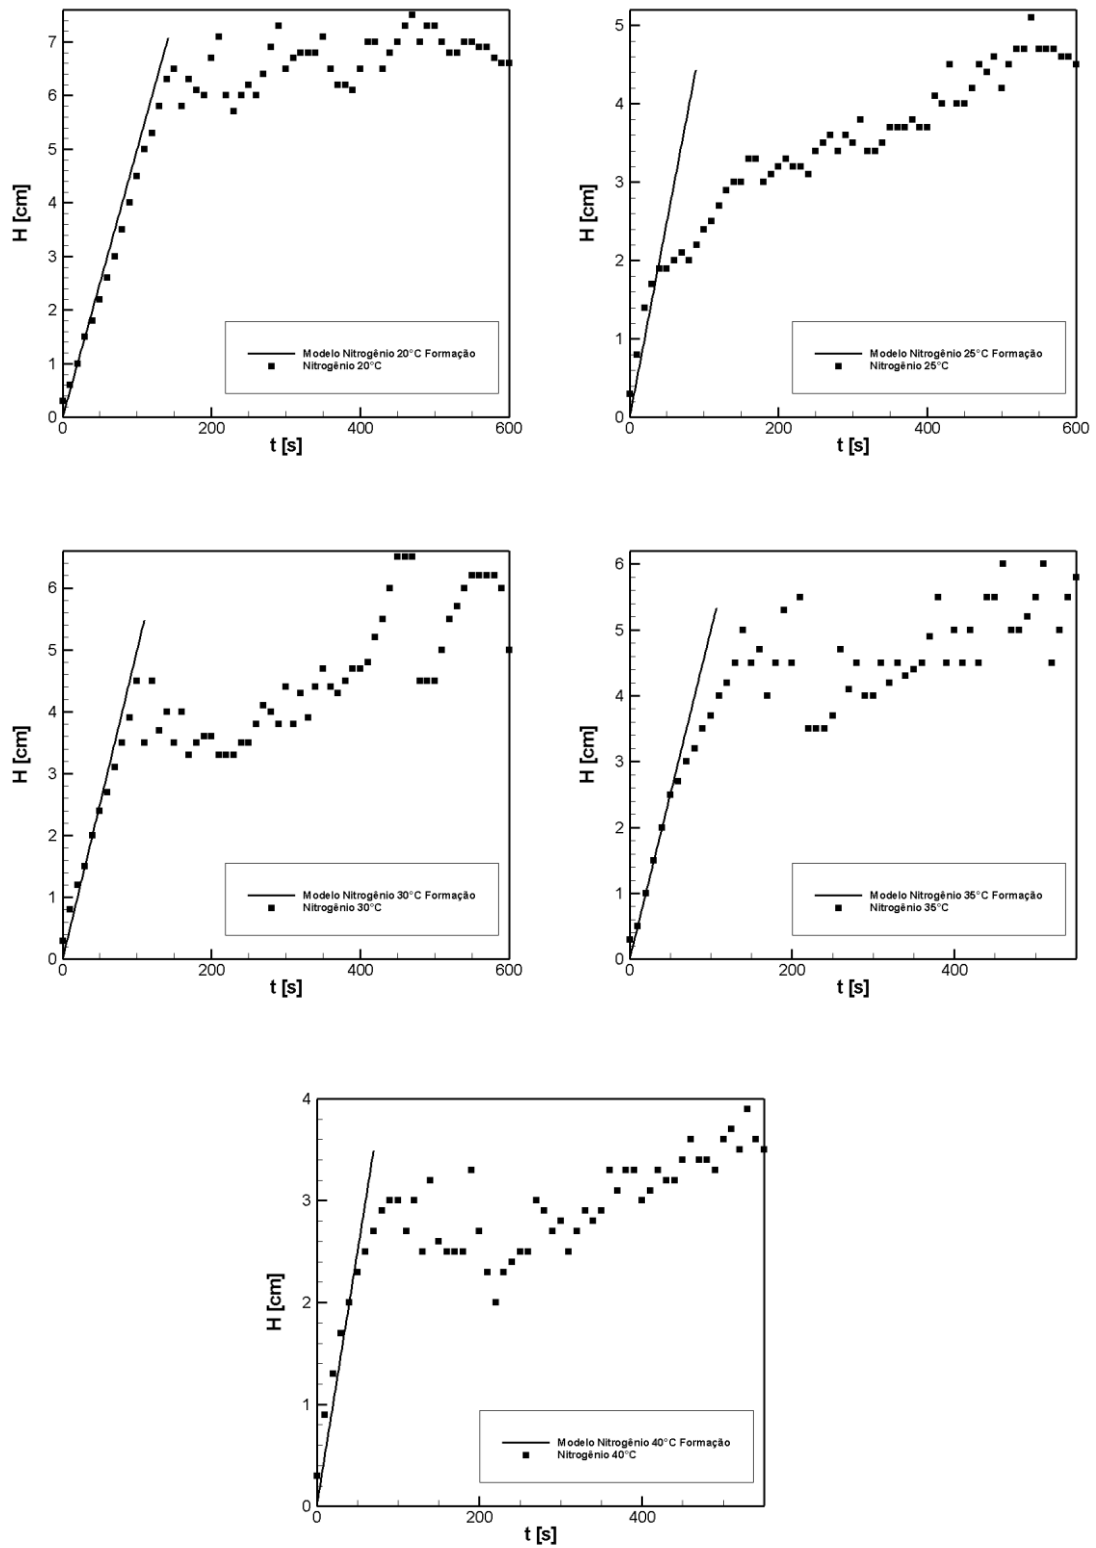 7
6
5
4
3
2
1
0
H [cm]
0 200 400 600
t [s]
Modelo Nitrogênio 20°C Formação
Nitrogênio 20°C
5
4
3
2
1
0
H [cm]
0 200 400 600
t [s]
Modelo Nitrogênio 25°C Formação
Nitrogênio 25°C
6
5
4
3
2
1
0
H [cm]
0 200 400 600
t [s]
Modelo Nitrogênio 30°C Formação
Nitrogênio 30°C
6
5
4
3
2
1
0
H [cm]
0 200 400
t [s]
Modelo Nitrogênio 35°C Formação
Nitrogênio 35°C
4
3
2
1
0
H [cm]
0 200 400
t [s]
Modelo Nitrogênio 40°C Formação
Nitrogênio 40°C